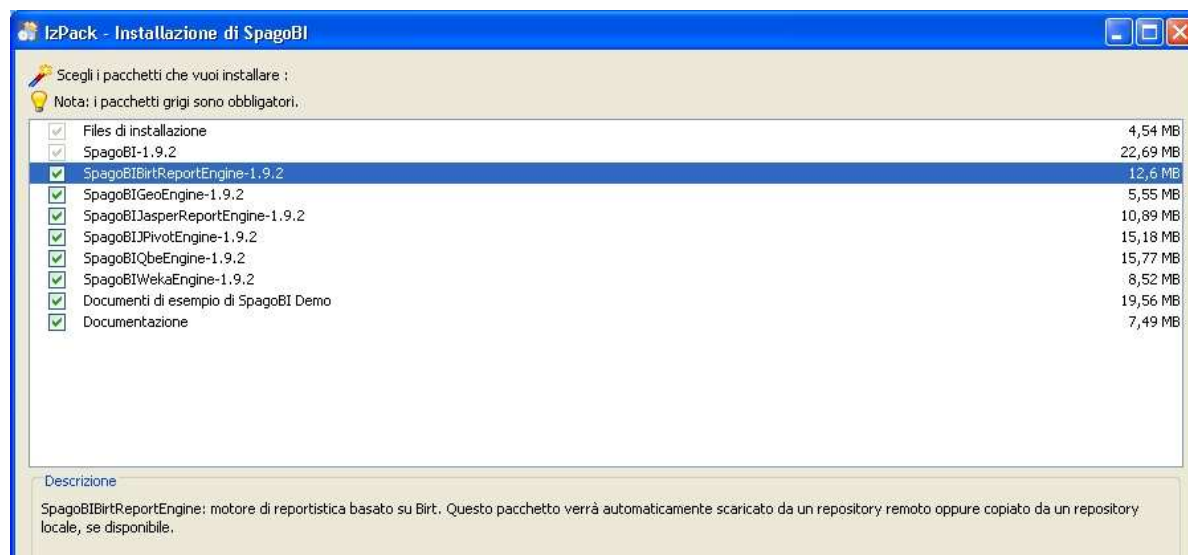 IzPack - Installazione di SpagoBI
Scegli i pacchetti che vuoi installare :
Nota: i pacchetti grigi sono obbligatori.
Files di installazione 4,54 MB
SpagoBI-1.9.2 22,69 MB
SpagoBIBirtReportEngine-1.9.2 12,6 MB
SpagoBIGeoEngine-1.9.2 5,55 MB
SpagoBIJasperReportEngine-1.9.2 10,89 MB
SpagoBIJPivotEngine-1.9.2 15,18 MB
SpagoBIQbeEngine-1.9.2 15,77 MB
SpagoBIWekaEngine-1.9.2 8,52 MB
Documenti di esempio di SpagoBI Demo 19,56 MB
Documentazione 7,49 MB
Descrizione
SpagoBIBirtReportEngine: motore di reportistica basato su Birt. Questo pacchetto verrà automaticamente scaricato da un repository remoto oppure copiato da un repository
locale, se disponibile.